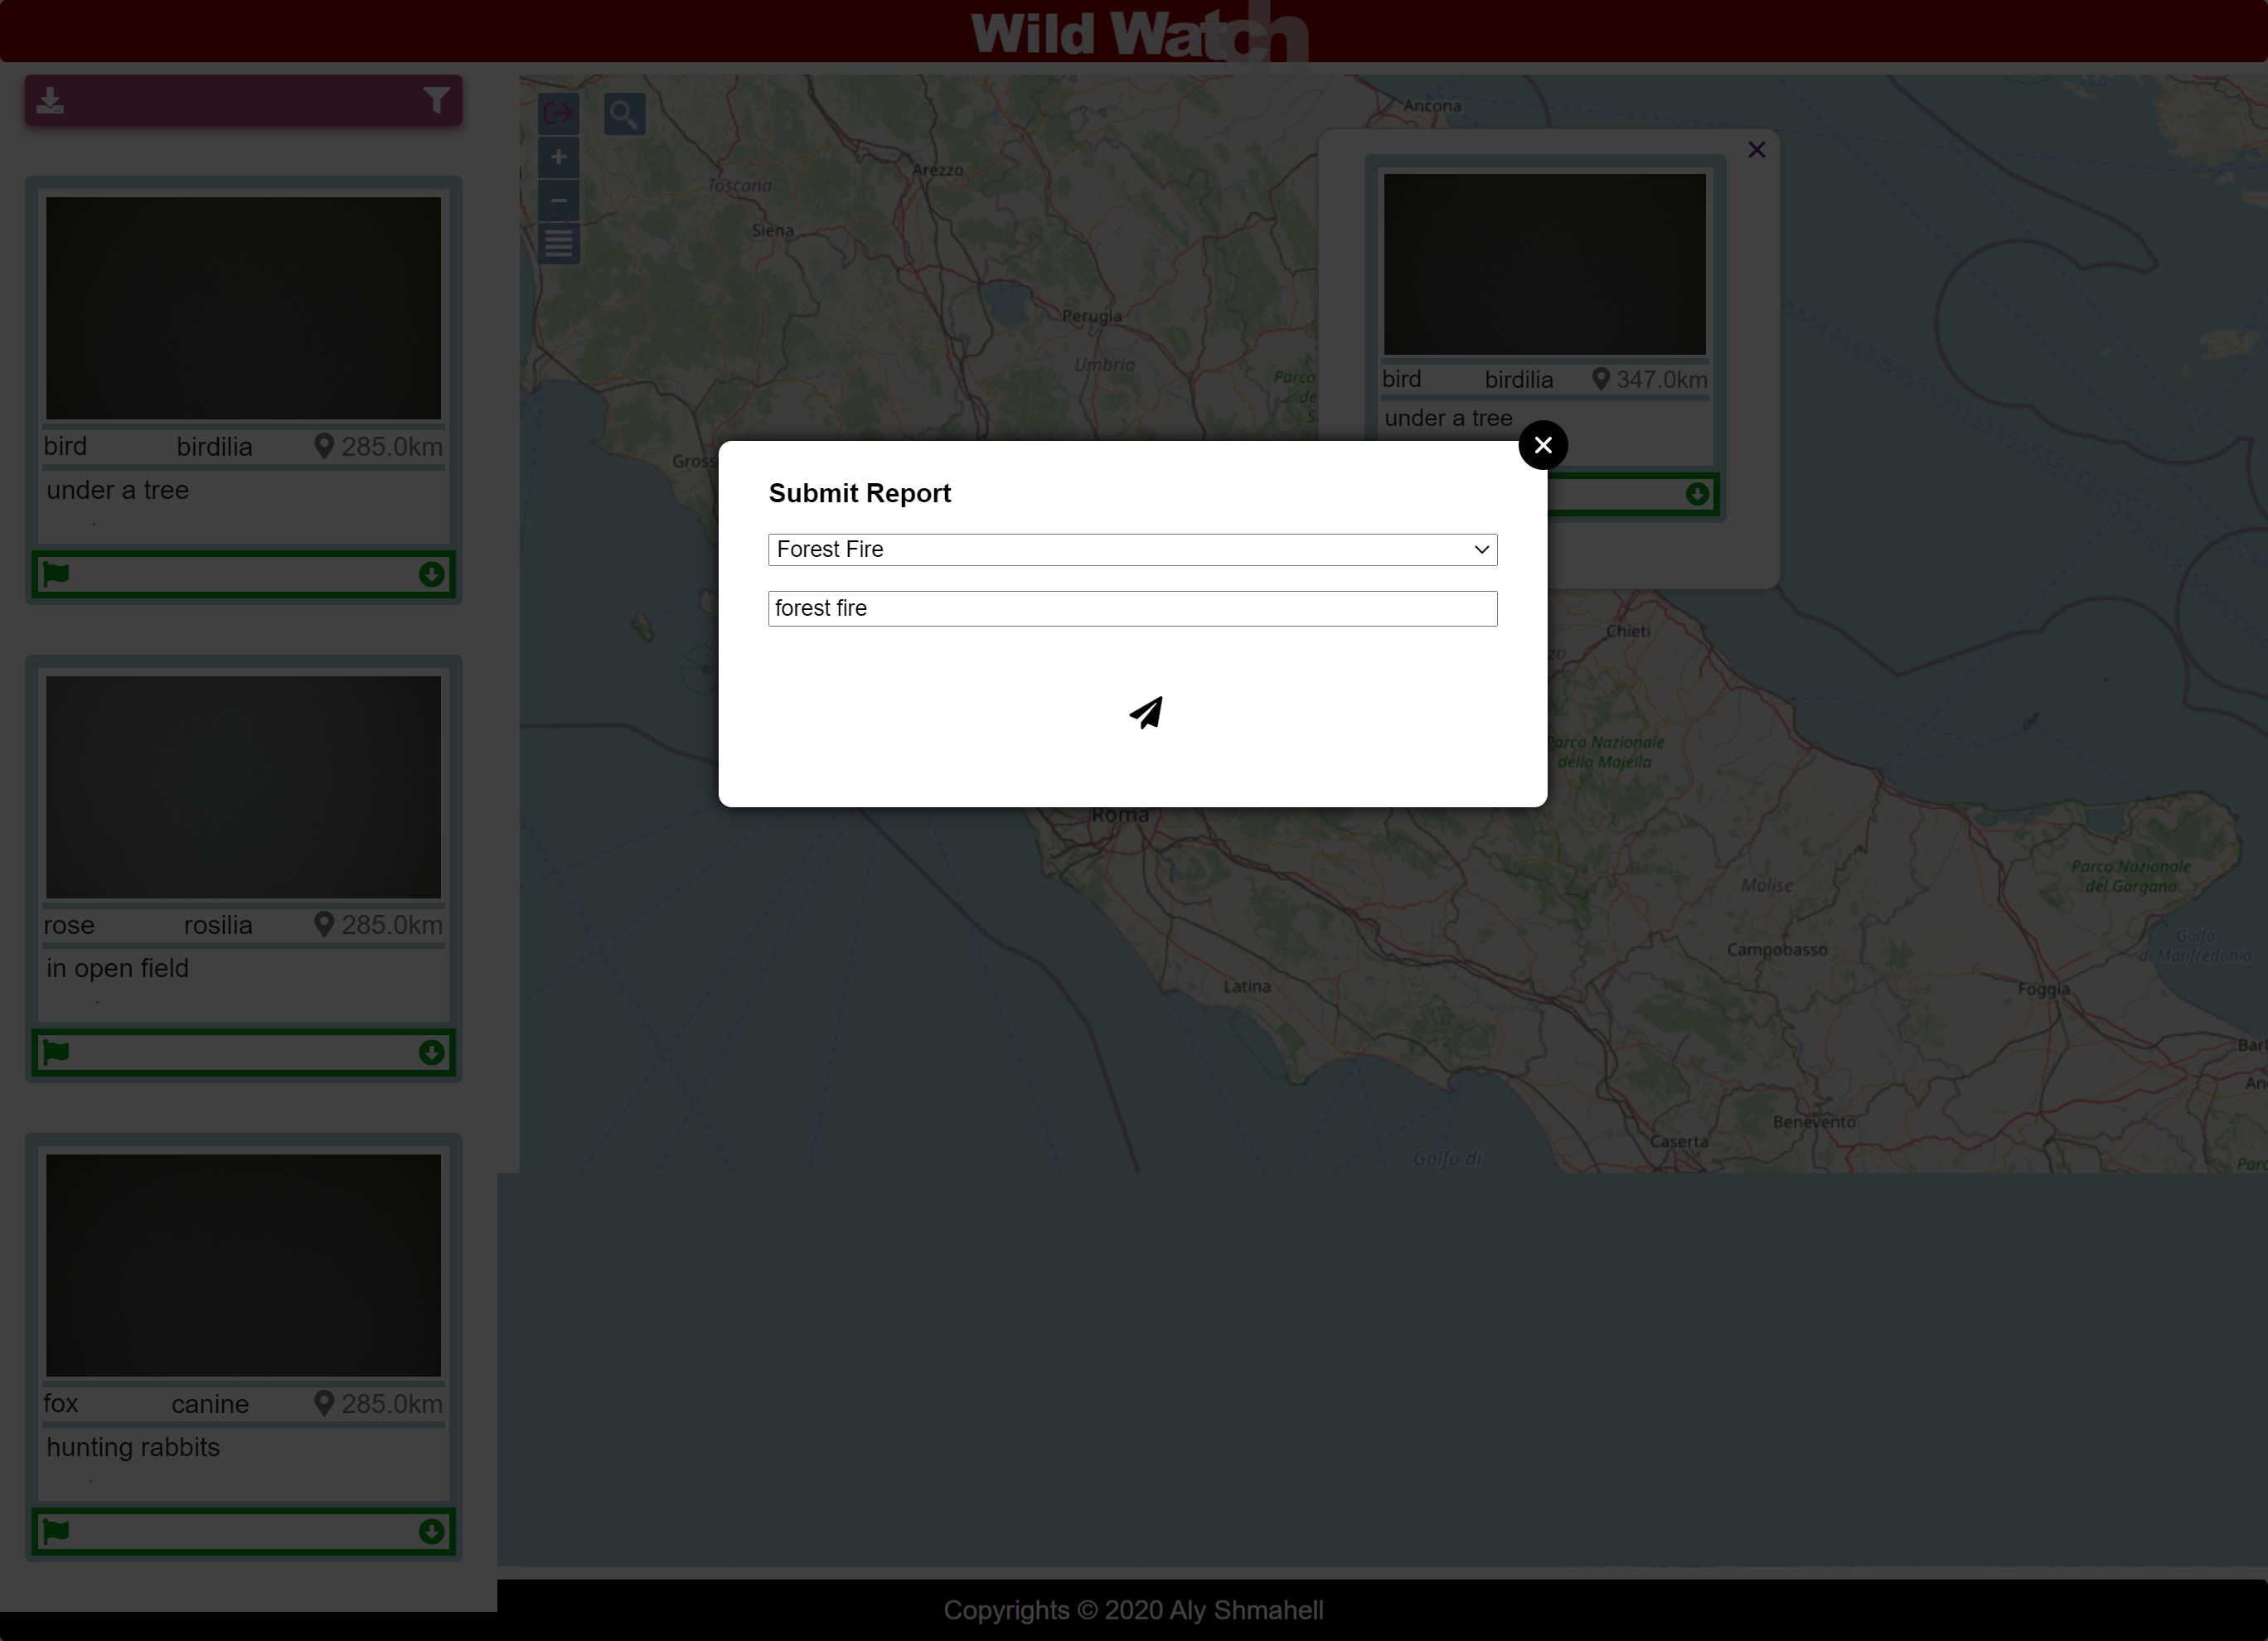 Wild Watch
Ancona
Arezzo
Toscana
Siena
Perugia
Umbria
Parco
de
S
bird birdilia 347.0km
under a tree
bird birdilia 285.0km
under a tree
Submit Report
Forest Fire
forest fire
Chieti
zo
Parco Nazionale
della Majella
rose rosilia 285.0km
in open field
Roma
Parco Nazionale
del Gargano
Molise
Campobasso
Golfo
di Manfredonia
Latina
Foggia
Benevento
Caserta
Golfo di
fox canine 285.0km
hunting rabbits
Copyrights © 2020 Aly Shmahell